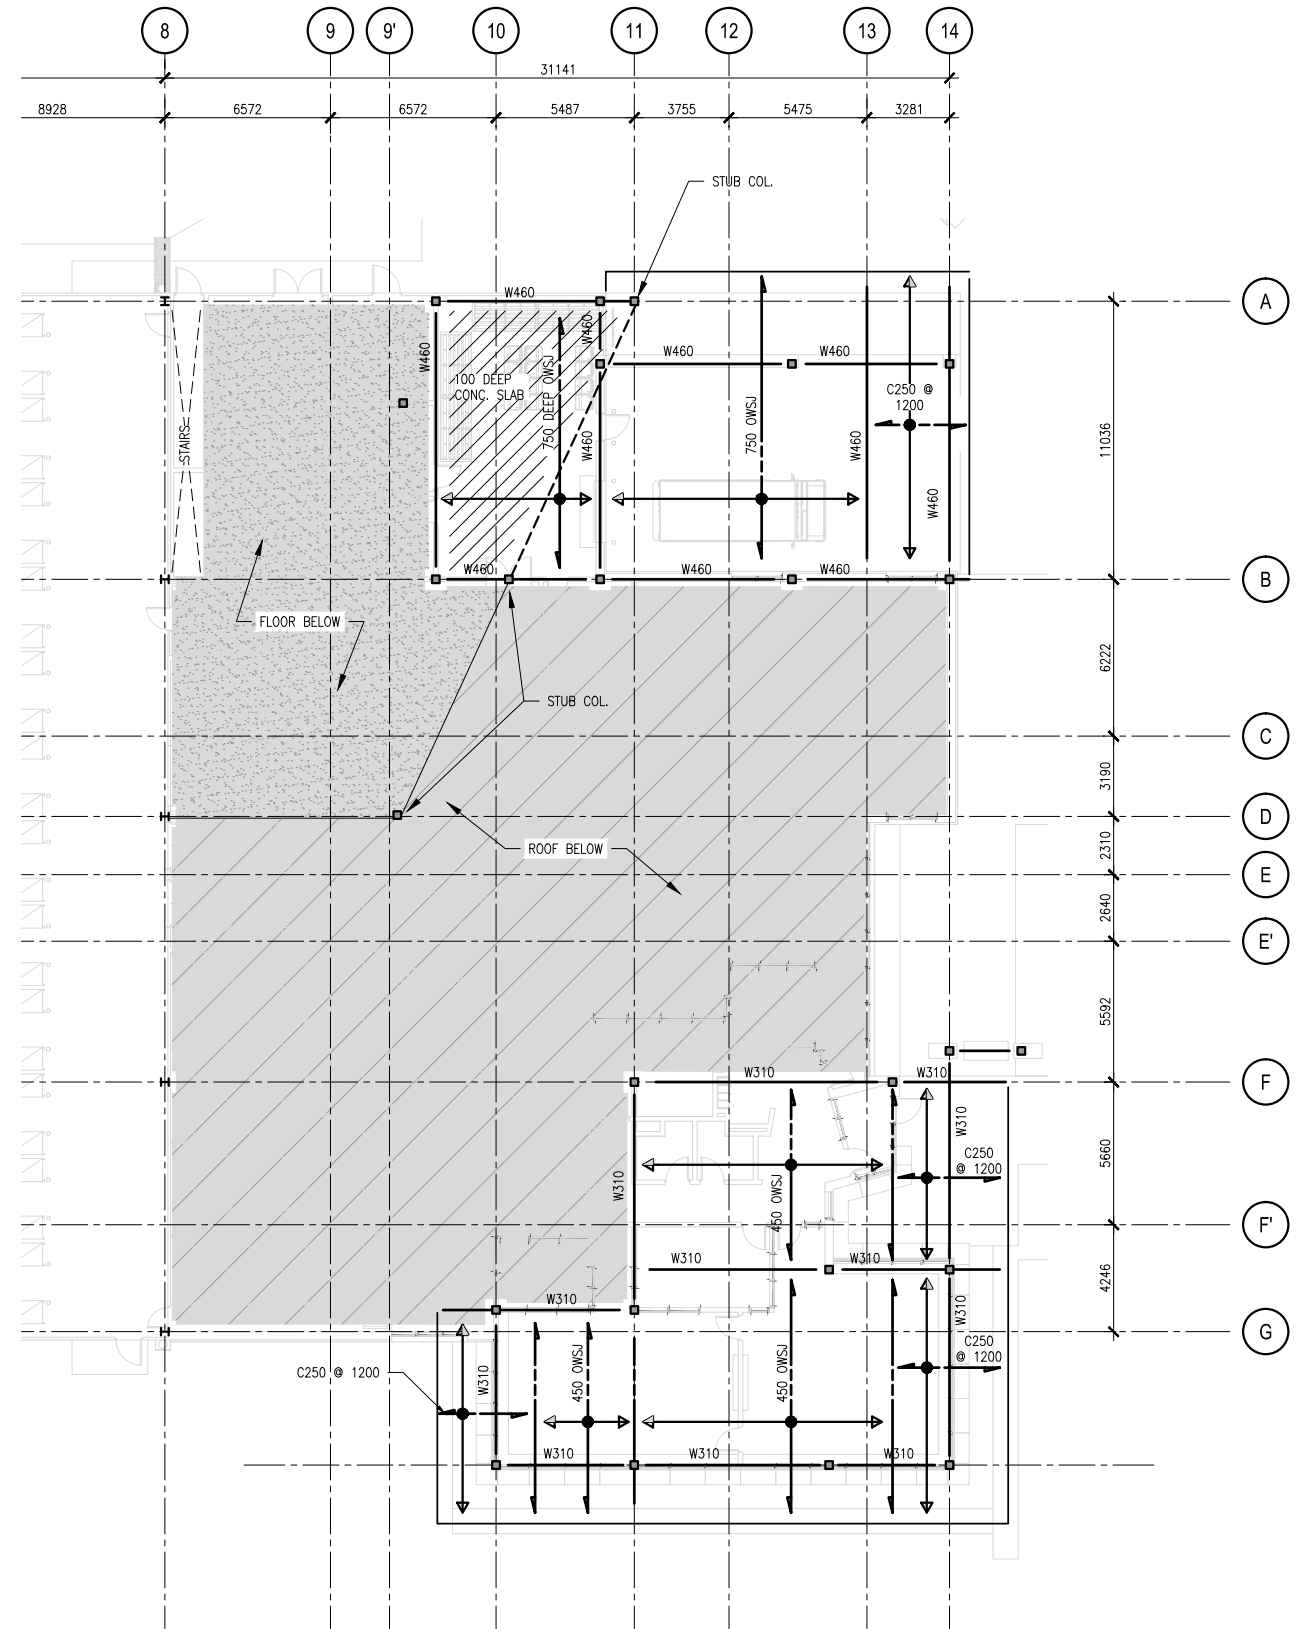 8 9 9' 10 11 12 13 14
31141
8928 6572 6572 5487 3755 5475 3281
STUB COL.
A
W460
W460
W460
W460 W460
100 DEEP
CONC. SLAB
750 DEEP OWSJ
W460
750 OWSJ
W460
C250 @
1200
W460
STAIRS
11036
W460 W460 W460
B
FLOOR BELOW
6222
STUB COL.
C
3190
D
2310
ROOF BELOW
E
2640
E'
5592
W310 W310
F
W310
C250
@ 1200
W310
450 OWSJ
5660
F'
W310 W310
4246
W310
W310
G
C250
@ 1200
C250 @ 1200
W310
450 OWSJ
450 OWSJ
W310 W310 W310